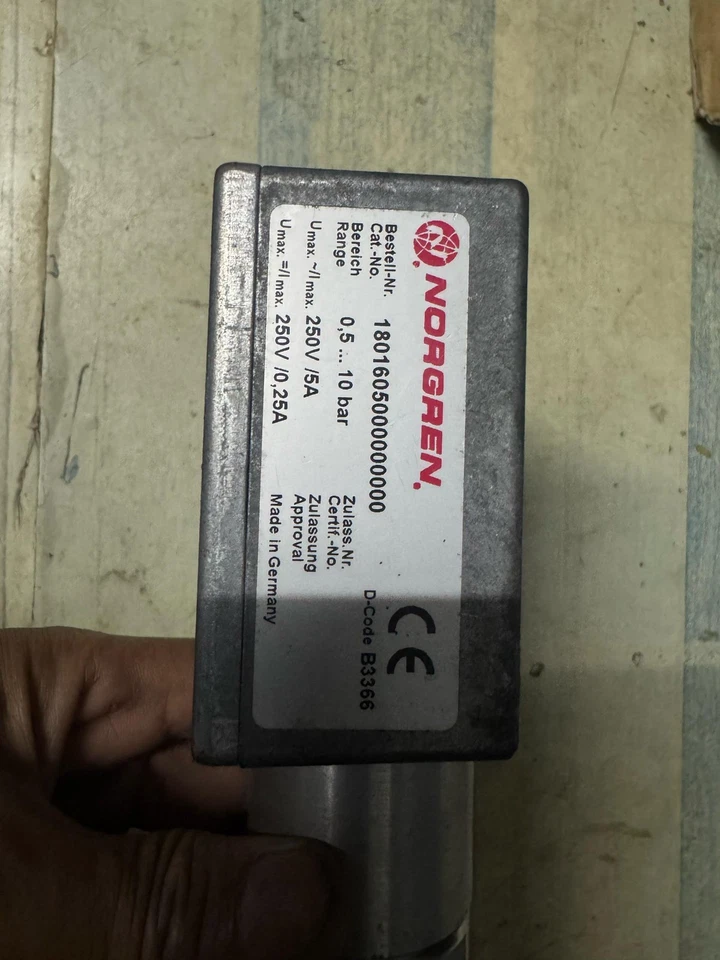 NORGREN
Bestell-Nr.
Cat.-No. 1801605000000000
Bereich
Range 0,5 ... 10 bar
Umax. ~/Imax. 250V /5A
Umax. =/Imax. 250V /0,25A
CE
D-Code B3366
Zulass.Nr.
Certif.-No.
Zulassung
Approval
Made in Germany